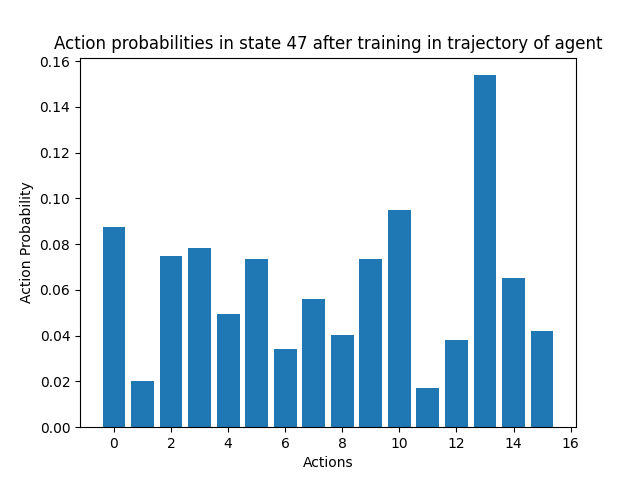 Action probabilities in state 47 after training in trajectory of agent
0.16
0.14
0.12
0.10
0.08
0.06
0.04
0.02
0.00
Action Probability
0 2 4 6 8 10 12 14 16
Actions